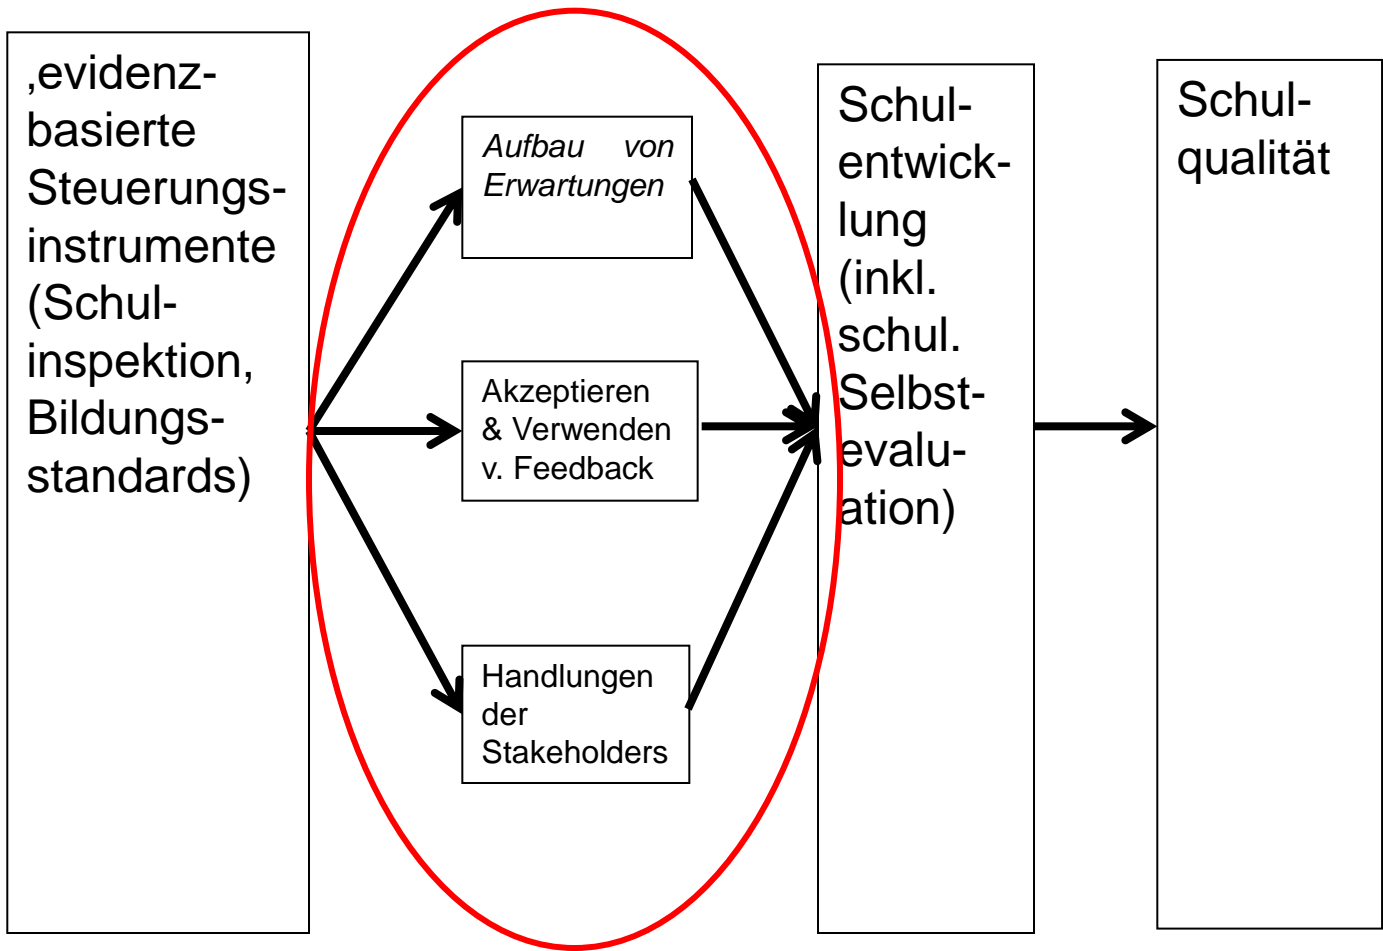 ‚evidenz-
basierte
Steuerungs-
instrumente
(Schul-
inspektion,
Bildungs-
standards)
Aufbau von
Erwartungen
Akzeptieren
& Verwenden
v. Feedback
Handlungen
der
Stakeholders
Schul-
entwick-
lung
(inkl.
schul.
Selbst-
evalu-
ation)
Schul-
qualität